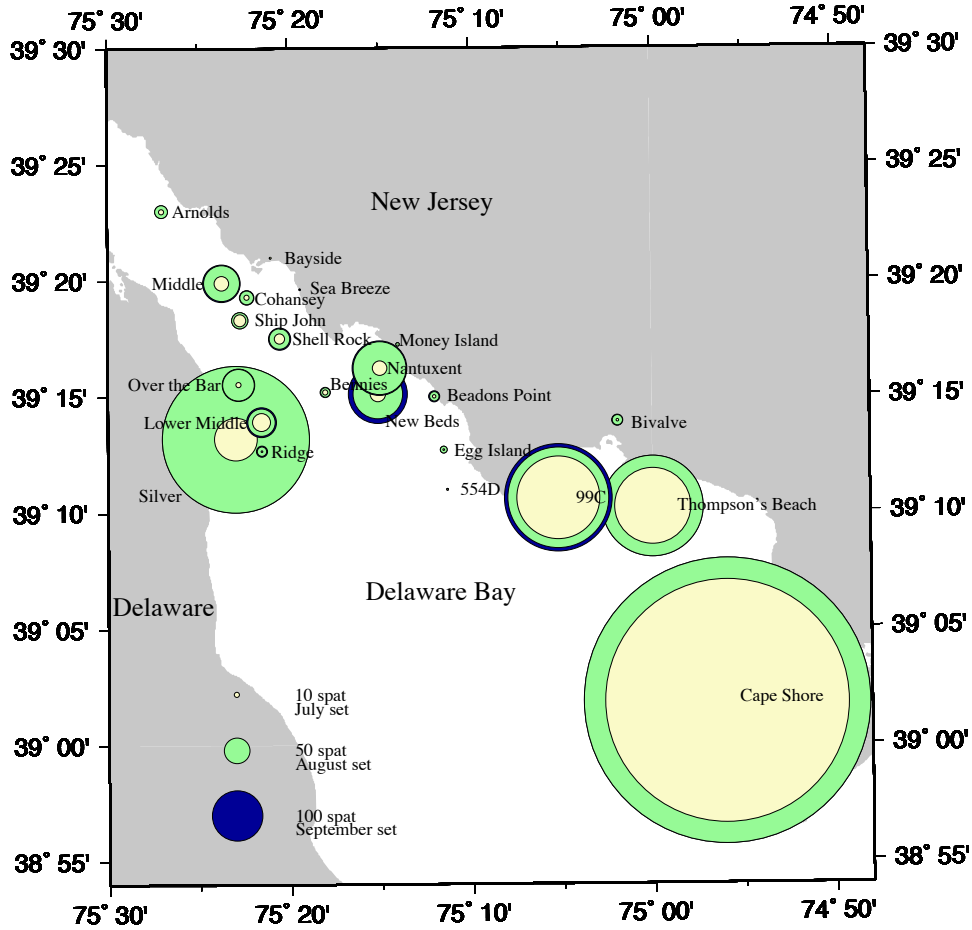 75° 30' 75° 20' 75° 10' 75° 00' 74° 50'
39° 30' 39° 30'
39° 25' 39° 25'
New Jersey
Arnolds
Bayside
39° 20' 39° 20'
Middle
Sea Breeze
Cohansey
Ship John
Shell Rock
Money Island
Nantuxent
Over the Bar
Bennies
39° 15' 39° 15'
Beadons Point
Lower Middle
New Beds
Bivalve
Ridge
Egg Island
Silver
554D
99C
Thompson's Beach
39° 10' 39° 10'
Delaware Bay
Delaware
39° 05' 39° 05'
10 spat
July set
Cape Shore
39° 00' 39° 00'
50 spat
August set
100 spat
September set
38° 55' 38° 55'
75° 30' 75° 20' 75° 10' 75° 00' 74° 50'